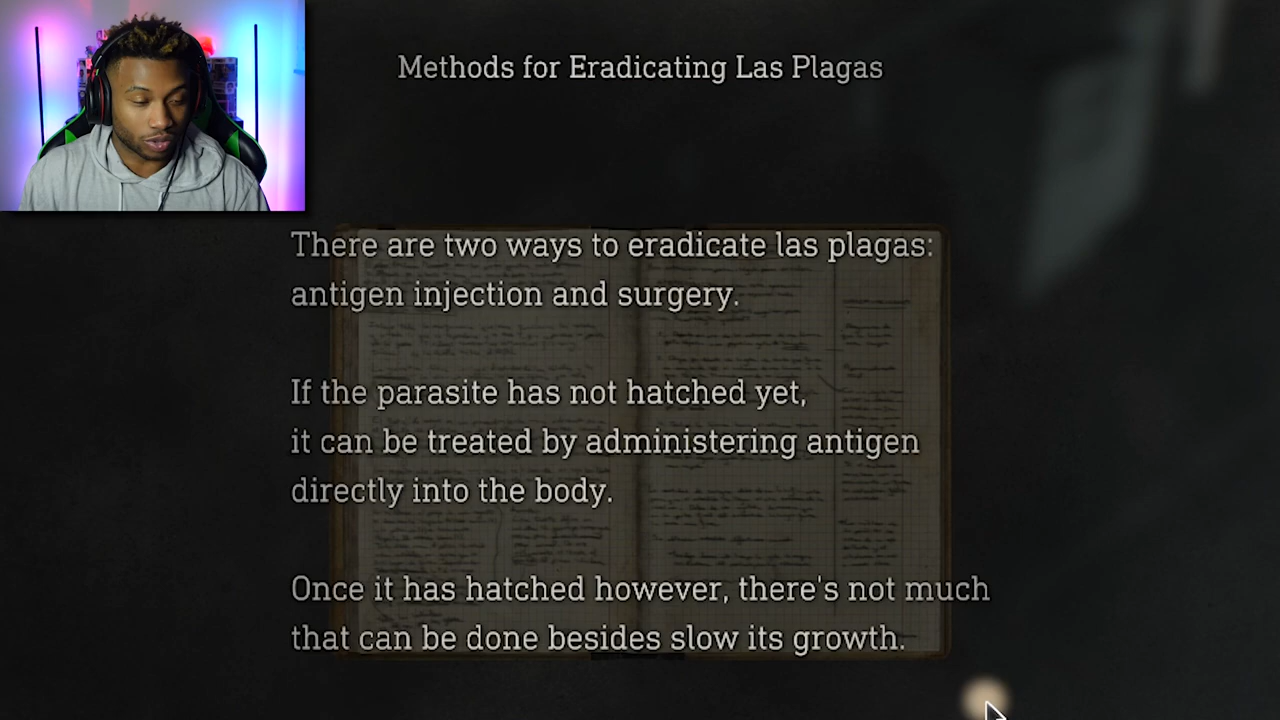 Methods for Eradicating Las Plagas
There are two ways to eradicate las plagas:
antigen injection and surgery.
If the parasite has not hatched yet,
it can be treated by administering antigen
directly into the body.
Once it has hatched however, there's not much
that can be done besides slow its growth.